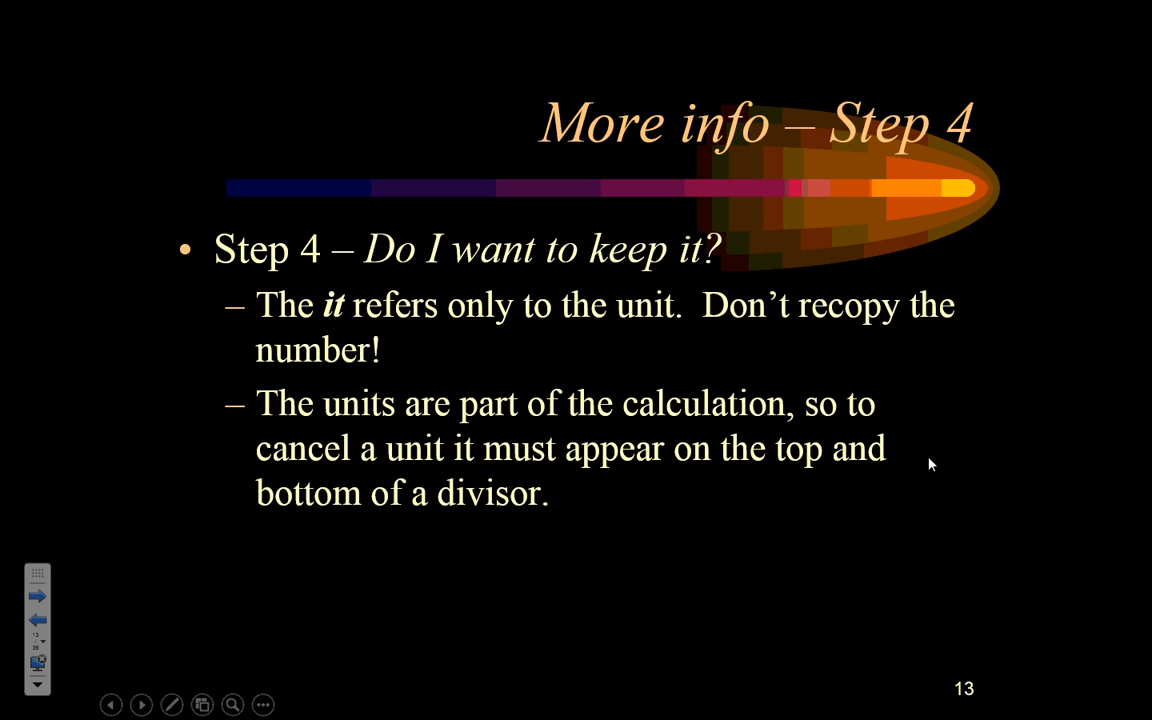 More info – Step 4
• Step 4 – Do I want to keep it?
– The it refers only to the unit.  Don't recopy the
number!
– The units are part of the calculation, so to
cancel a unit it must appear on the top and
bottom of a divisor.
13
/
36
13